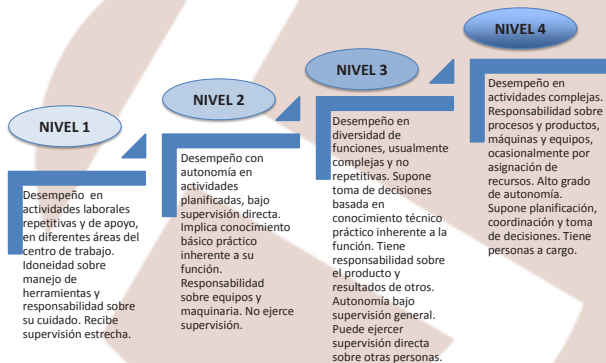 NIVEL 1
Desempeño en
actividades laborales
repetitivas y de apoyo,
en diferentes áreas del
centro de trabajo.
Idoneidad sobre
manejo de
herramientas y
responsabilidad sobre
su cuidado. Recibe
supervisión estrecha.
NIVEL 2
Desempeño con
autonomía en
actividades
planificadas, bajo
supervisión directa.
Implica conocimiento
básico práctico
inherente a su
función.
Responsabilidad
sobre equipos y
maquinaria. No ejerce
supervisión.
NIVEL 3
Desempeño en
diversidad de
funciones, usualmente
complejas y no
repetitivas. Supone
toma de decisiones
basada en
conocimiento técnico
práctico inherente a la
función. Tiene
responsabilidad sobre
el producto y
resultados de otros.
Autonomía bajo
supervisión general.
Puede ejercer
supervisión directa
sobre otras personas.
NIVEL 4
Desempeño en
actividades complejas.
Responsabilidad sobre
procesos y productos,
máquinas y equipos,
ocasionalmente por
asignación de
recursos. Alto grado
de autonomía.
Supone planificación,
coordinación y toma
de decisiones. Tiene
personas a cargo.